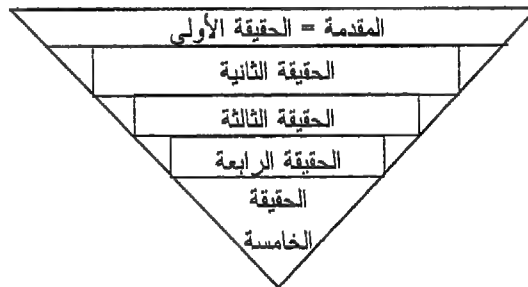 المقدمة = الحقيقة الأولى
الحقيقة الثانية
الحقيقة الثالثة
الحقيقة الرابعة
الحقيقة
الخامسة